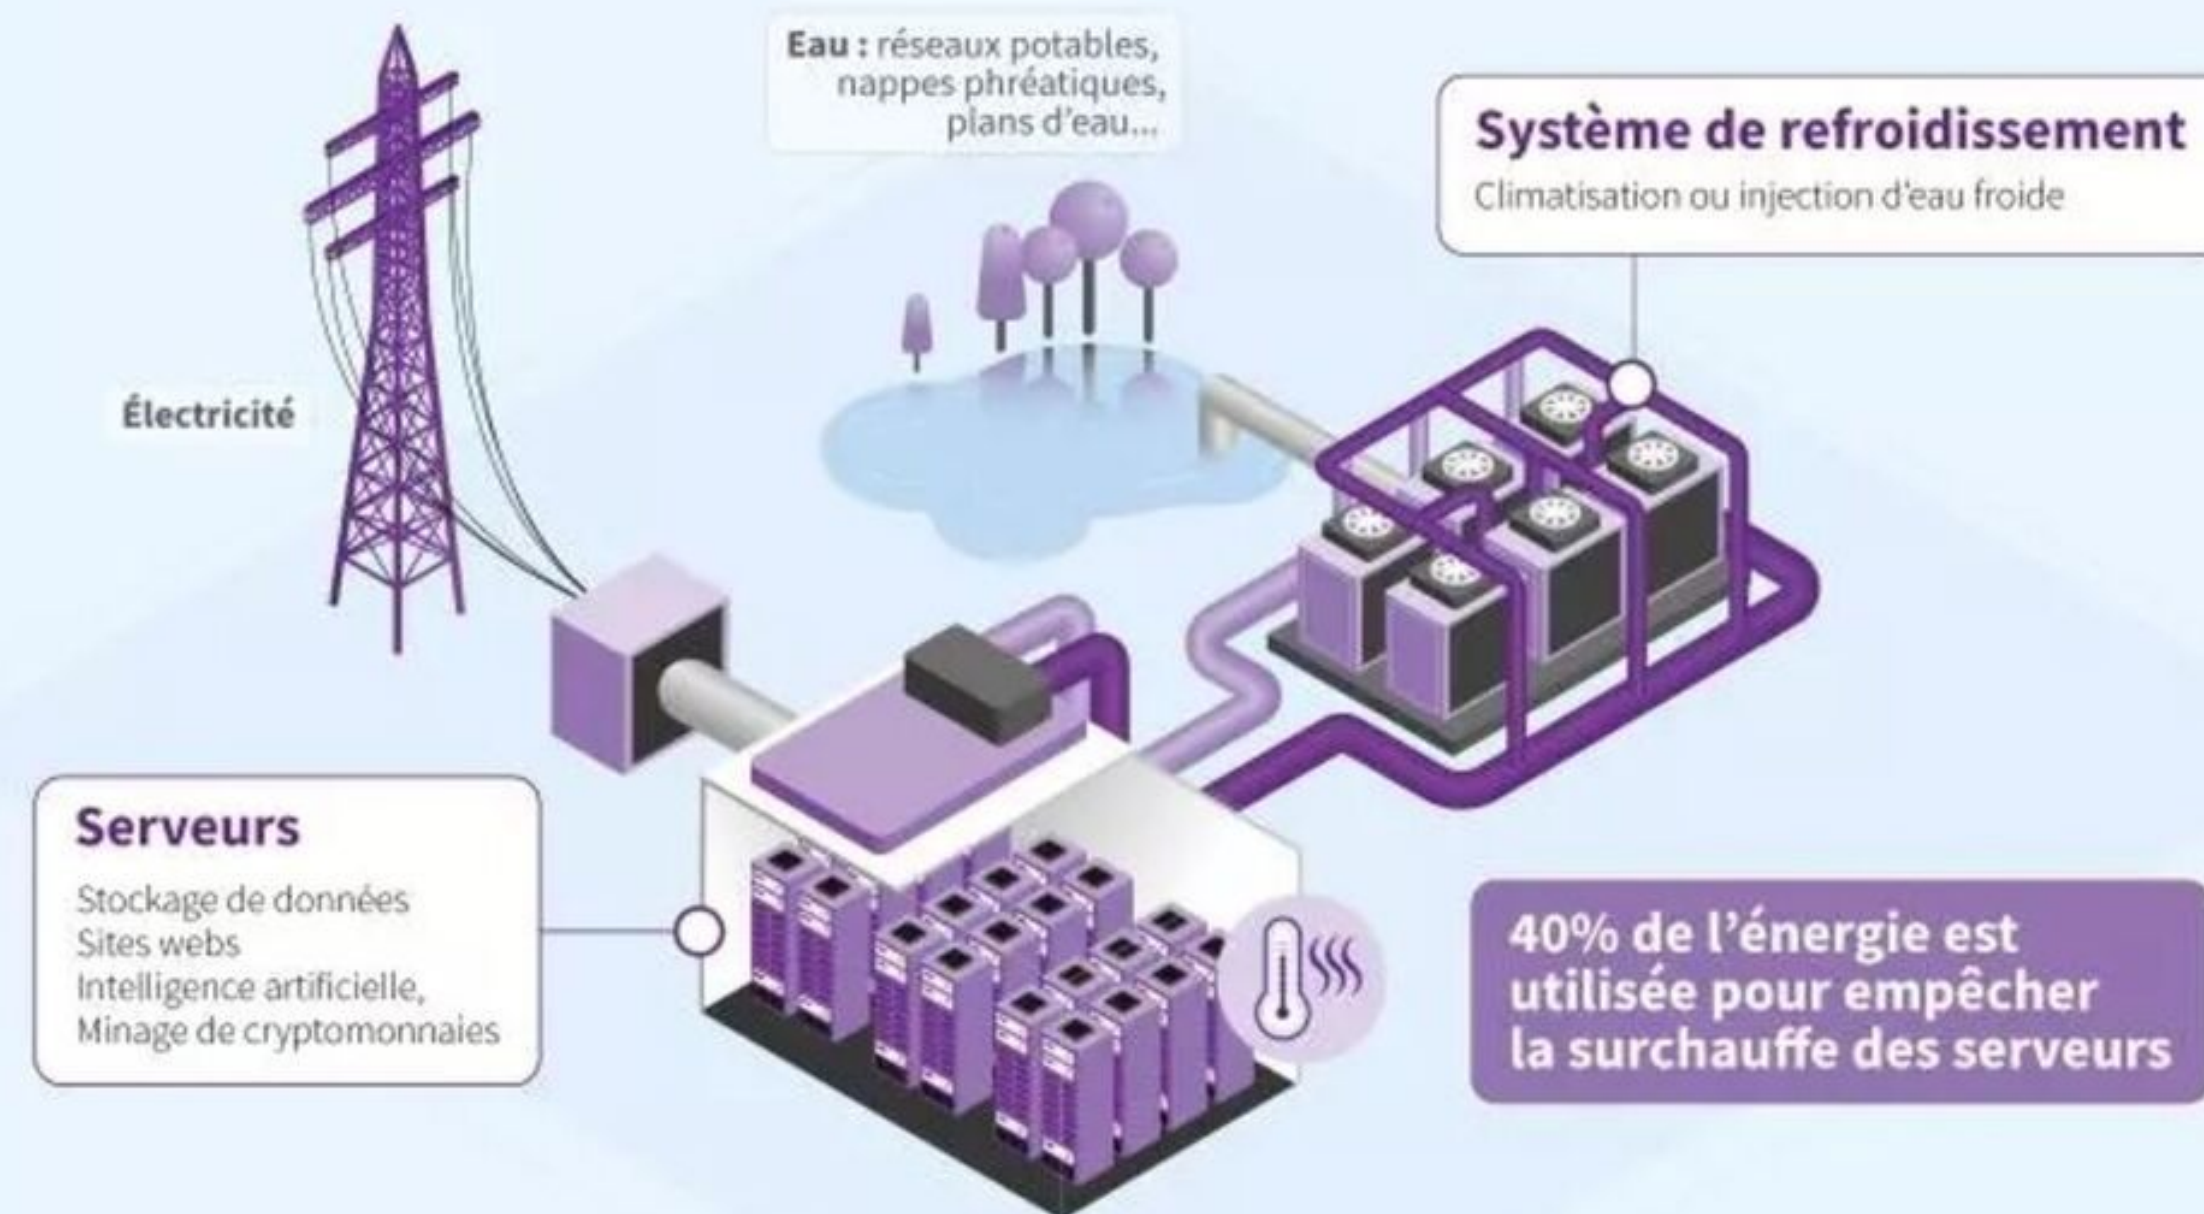 Eau : réseaux potables,
nappes phréatiques,
plans d'eau...
Système de refroidissement
Climatisation ou injection d'eau froide
Électricité
Serveurs
Stockage de données
Sites webs
Intelligence artificielle,
Minage de cryptomonnaies
40% de l'énergie est
utilisée pour empêcher
la surchauffe des serveurs